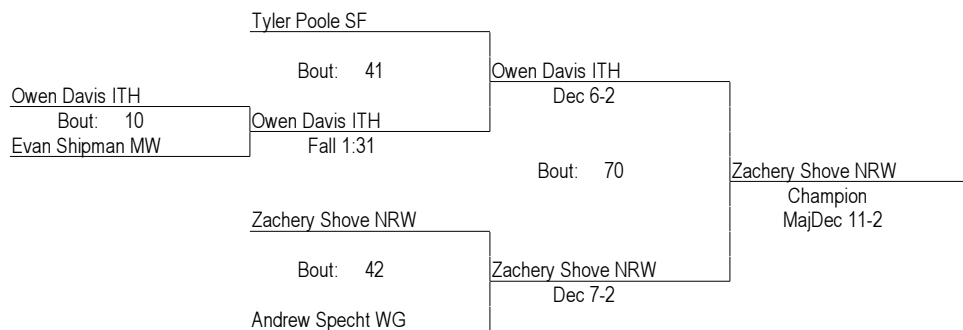 Tyler Poole SF
Bout: 41
Owen Davis ITH
Dec 6-2
Owen Davis ITH
Bout: 10
Owen Davis ITH
Evan Shipman MW
Fall 1:31
Bout: 70
Zachery Shove NRW
Champion
MajDec 11-2
Zachery Shove NRW
Bout: 42
Zachery Shove NRW
Dec 7-2
Andrew Specht WG